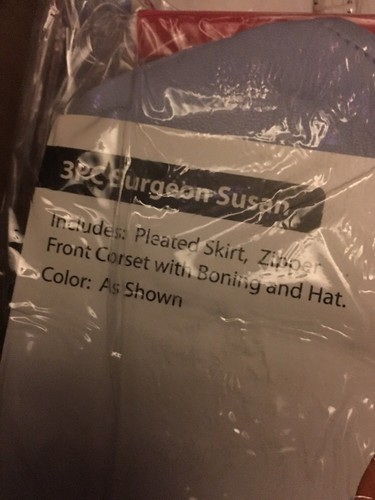 3PC Surgeon Susan
Includes: Pleated Skirt, Zipper
Front Corset with Boning and Hat.
Color: As Shown